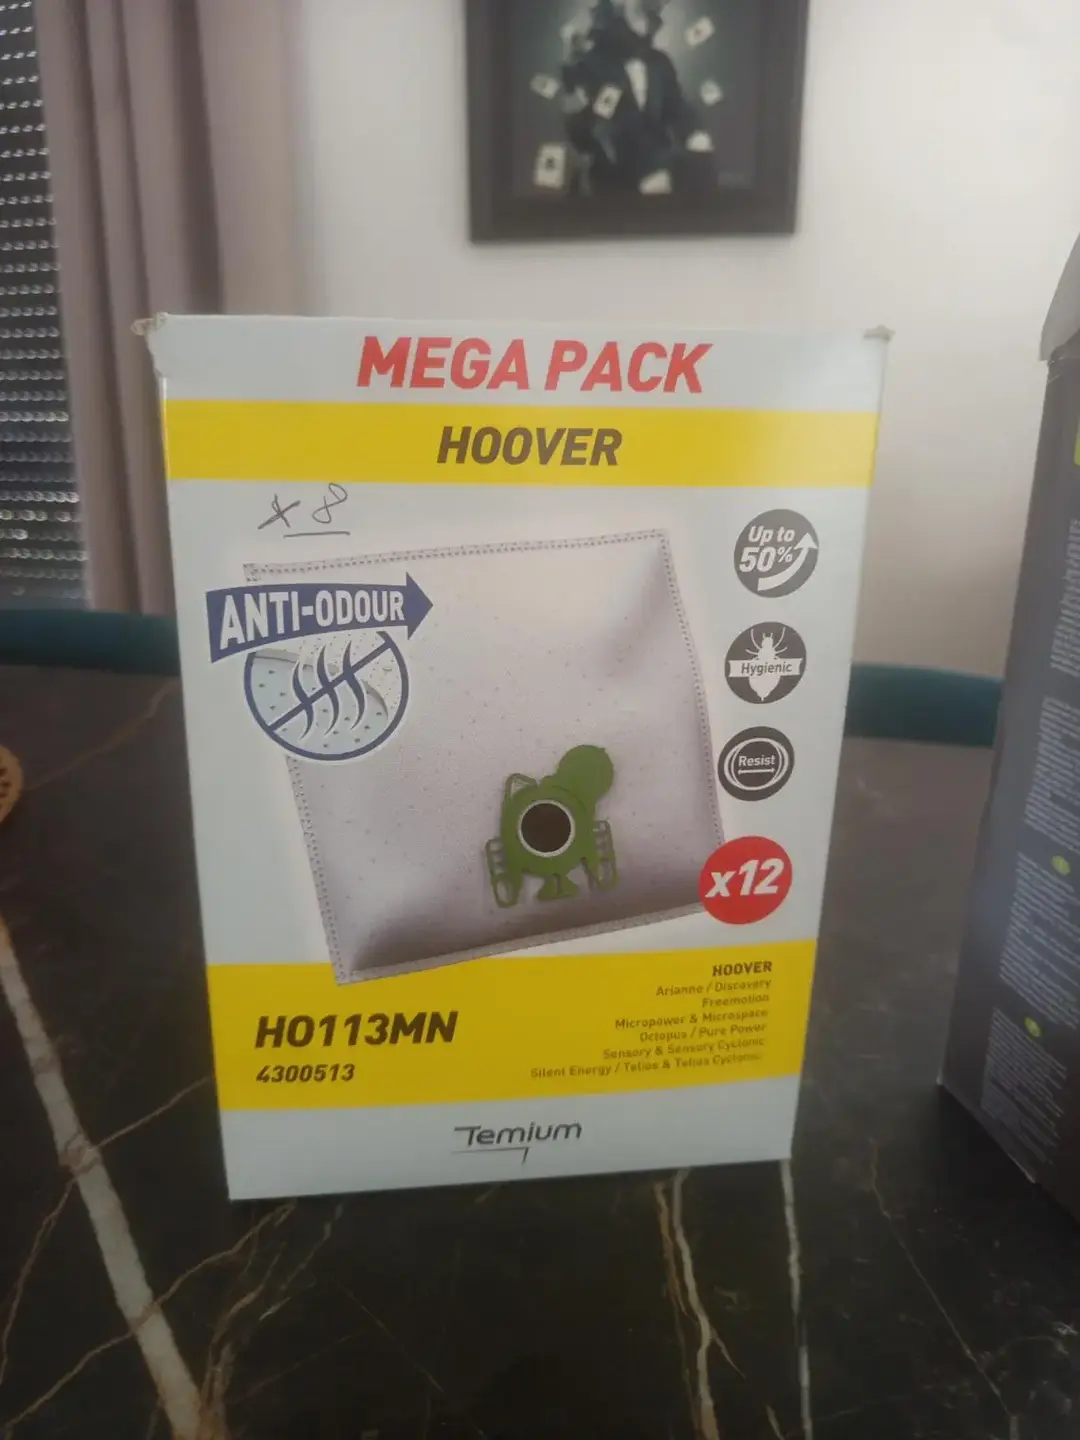 MEGA PACK
HOOVER
x 8
ANTI-ODOUR
Up to
50%
Hygienic
Resist
x12
HO113MN
4300513
HOOVER
Arianne / Discovery
Freemotion
Micropower & Microspace
Octopus / Pure Power
Sensory & Sensory Cyclonic
Silent Energy / Telios & Telios Cyclonic
Temium